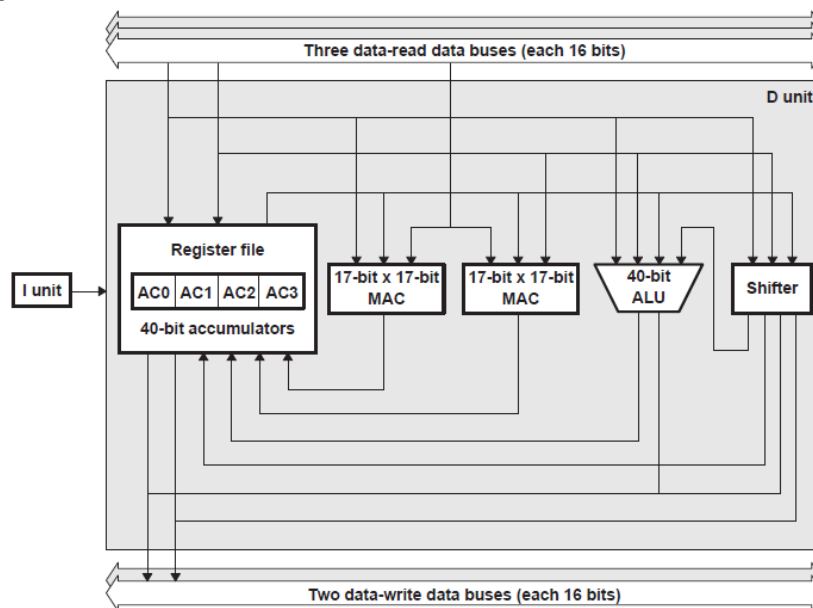 Three data-read data buses (each 16 bits)
D unit
Register file
I unit
AC0 AC1 AC2 AC3
40-bit accumulators
17-bit x 17-bit
MAC
17-bit x 17-bit
MAC
40-bit
ALU
Shifter
Two data-write data buses (each 16 bits)